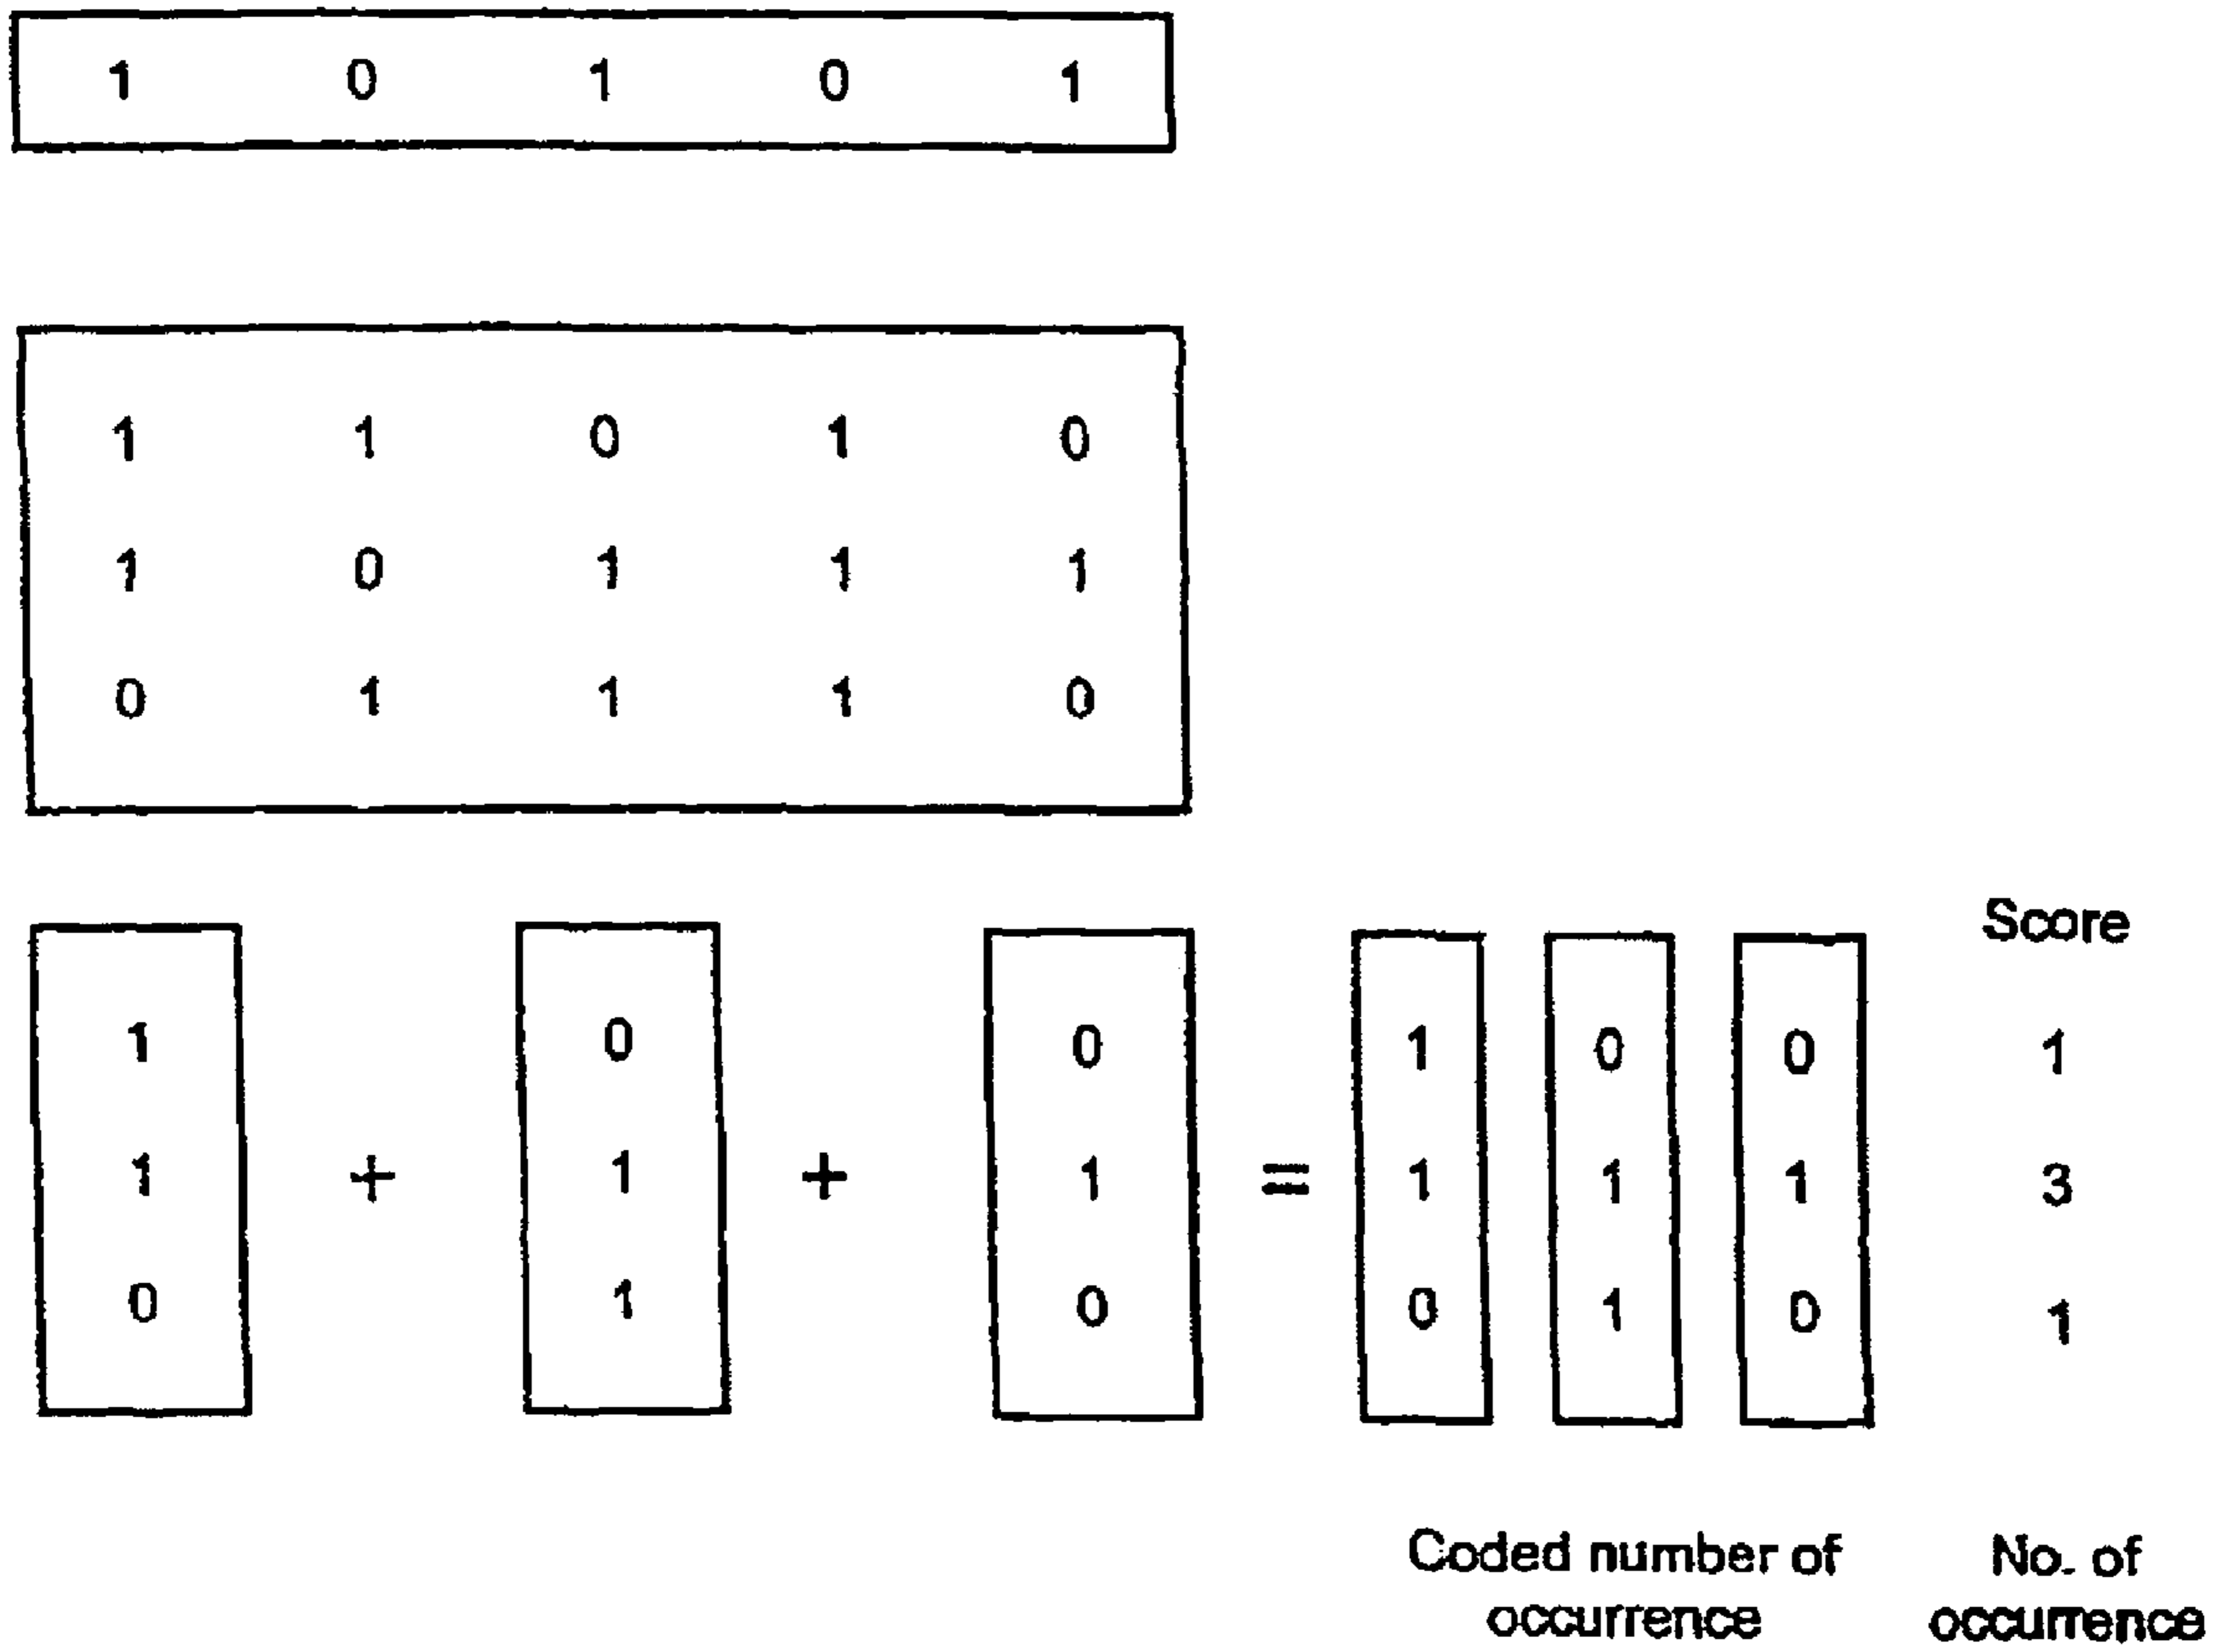 1 0 1 0 1
1 1 0 1 0
1 0 1 1 1
0 1 1 1 0
Score
1 0 0 1 0 0 1
1 + 1 + 1 = 1 1 1 3
0 1 0 0 1 0 1
Coded number of occurrence
No. of occurrence